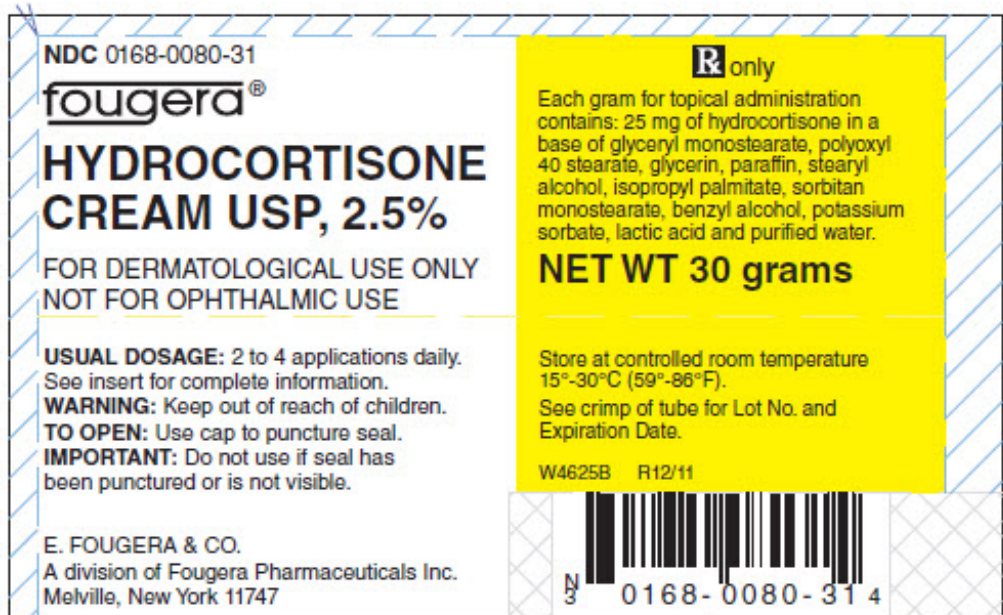 NDC 0168-0080-31
fougera®
HYDROCORTISONE
CREAM USP, 2.5%
FOR DERMATOLOGICAL USE ONLY
NOT FOR OPHTHALMIC USE
USUAL DOSAGE: 2 to 4 applications daily.
See insert for complete information.
WARNING: Keep out of reach of children.
TO OPEN: Use cap to puncture seal.
IMPORTANT: Do not use if seal has
been punctured or is not visible.
E. FOUGERA & CO.
A division of Fougera Pharmaceuticals Inc.
Melville, New York 11747
Rx only
Each gram for topical administration
contains: 25 mg of hydrocortisone in a
base of glyceryl monostearate, polyoxyl
40 stearate, glycerin, paraffin, stearyl
alcohol, isopropyl palmitate, sorbitan
monostearate, benzyl alcohol, potassium
sorbate, lactic acid and purified water.
NET WT 30 grams
Store at controlled room temperature
15°-30°C (59°-86°F).
See crimp of tube for Lot No. and
Expiration Date.
W4625B R12/11
N
3 0168-0080-31 4